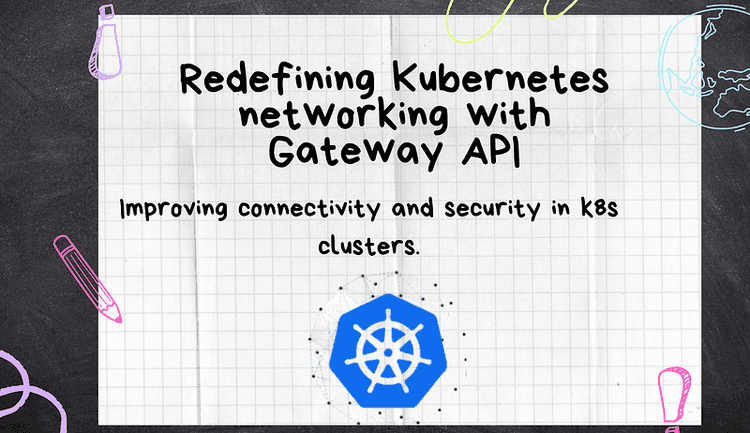 Redefining Kubernetes
networking with
Gateway API
Improving connectivity and security in k8s
clusters.